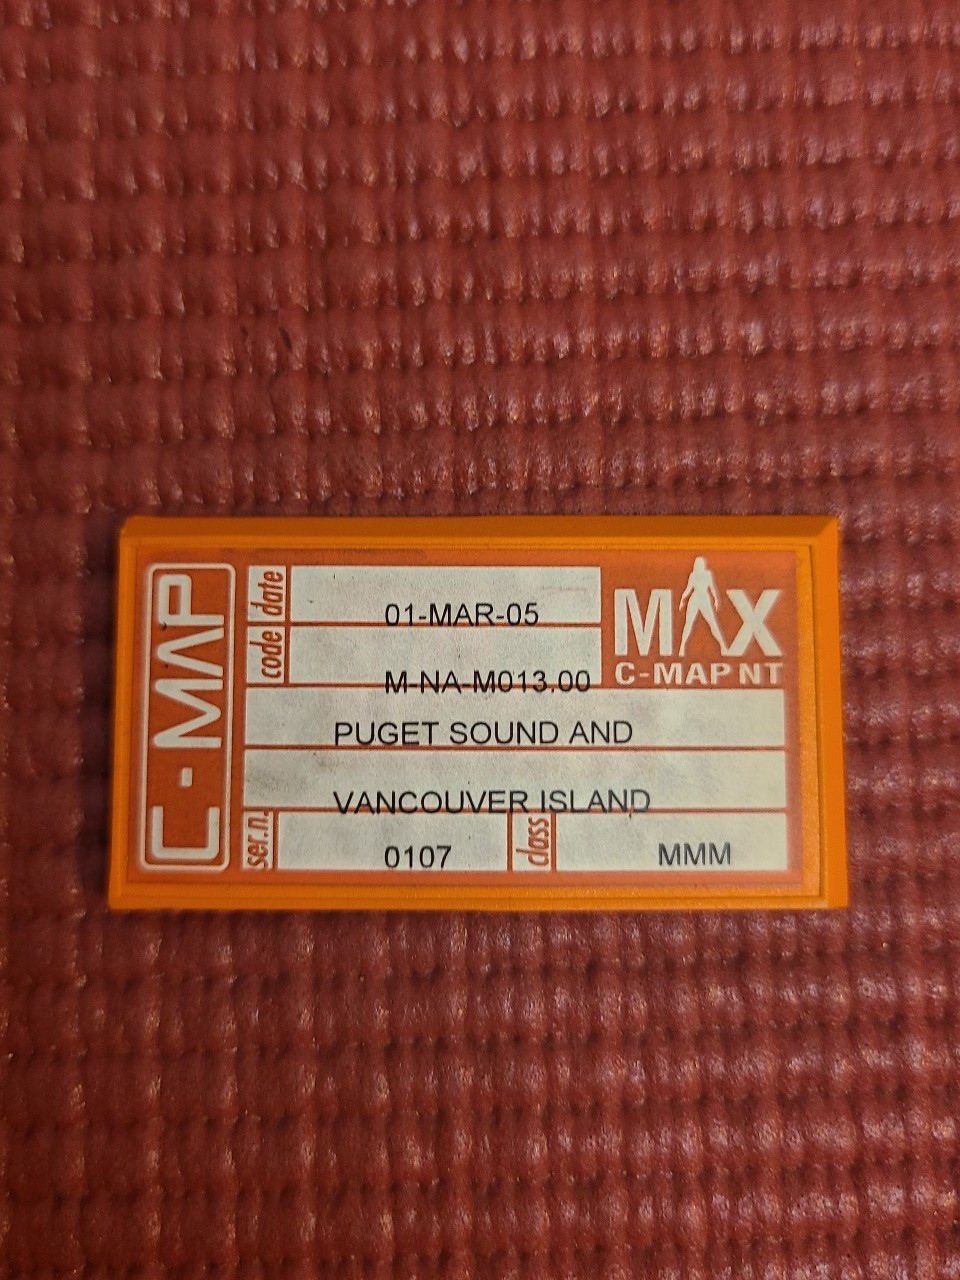 C-MAP
date
01-MAR-05
code
M-NA-M013.00
MAX
C-MAP NT
PUGET SOUND AND
VANCOUVER ISLAND
ser.n.
0107
class
MMM